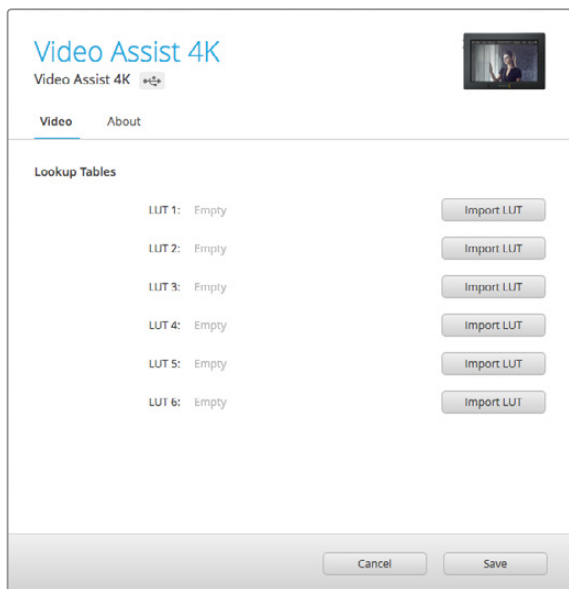 Video Assist 4K
Video Assist 4K
Video About
Lookup Tables
LUT 1: Empty Import LUT
LUT 2: Empty Import LUT
LUT 3: Empty Import LUT
LUT 4: Empty Import LUT
LUT 5: Empty Import LUT
LUT 6: Empty Import LUT
Cancel Save